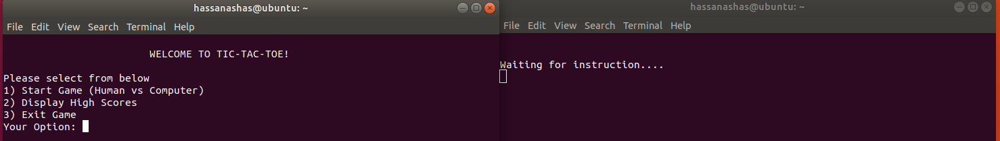 hassanashas@ubuntu: ~
File Edit View Search Terminal Help
WELCOME TO TIC-TAC-TOE!
Please select from below
1) Start Game (Human vs Computer)
2) Display High Scores
3) Exit Game
Your Option:
hassanashas@ubuntu: ~
File Edit View Search Terminal Help
Waiting for instruction....